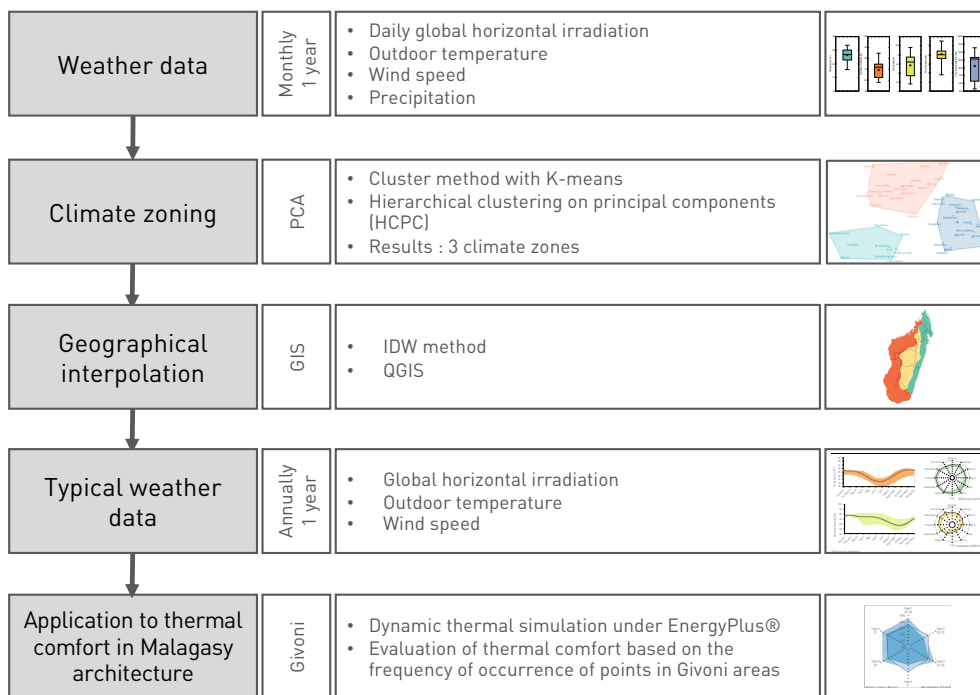 Weather data
Monthly
1 year
• Daily global horizontal irradiation
• Outdoor temperature
• Wind speed
• Precipitation
Climate zoning
PCA
• Cluster method with K-means
• Hierarchical clustering on principal components
(HCPC)
• Results : 3 climate zones
Geographical
interpolation
GIS
• IDW method
• QGIS
Typical weather
data
Annually
1 year
• Global horizontal irradiation
• Outdoor temperature
• Wind speed
Application to thermal
comfort in Malagasy
architecture
Givoni
• Dynamic thermal simulation under EnergyPlus®
• Evaluation of thermal comfort based on the
frequency of occurrence of points in Givoni areas